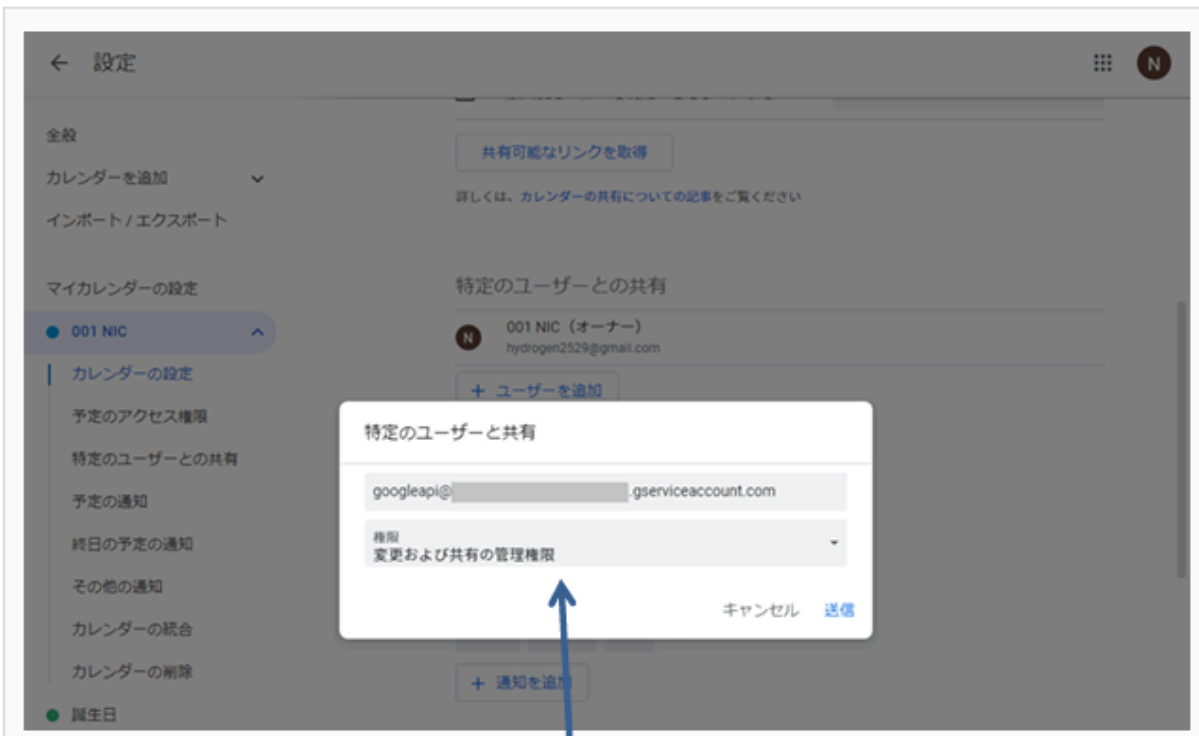 設定
N
全般
カレンダーを追加
インポート / エクスポート
マイカレンダーの設定
001 NIC
カレンダーの設定
予定のアクセス権限
特定のユーザーとの共有
予定の通知
終日の予定の通知
その他の通知
カレンダーの統合
カレンダーの削除
誕生日
共有可能なリンクを取得
詳しくは、カレンダーの共有についての記事をご覧ください
特定のユーザーとの共有
N
001 NIC（オーナー）
hydrogen2529@gmail.com
+ ユーザーを追加
特定のユーザーと共有
googleapi@ .gserviceaccount.com
権限
変更および共有の管理権限
キャンセル 送信
+ 通知を追加